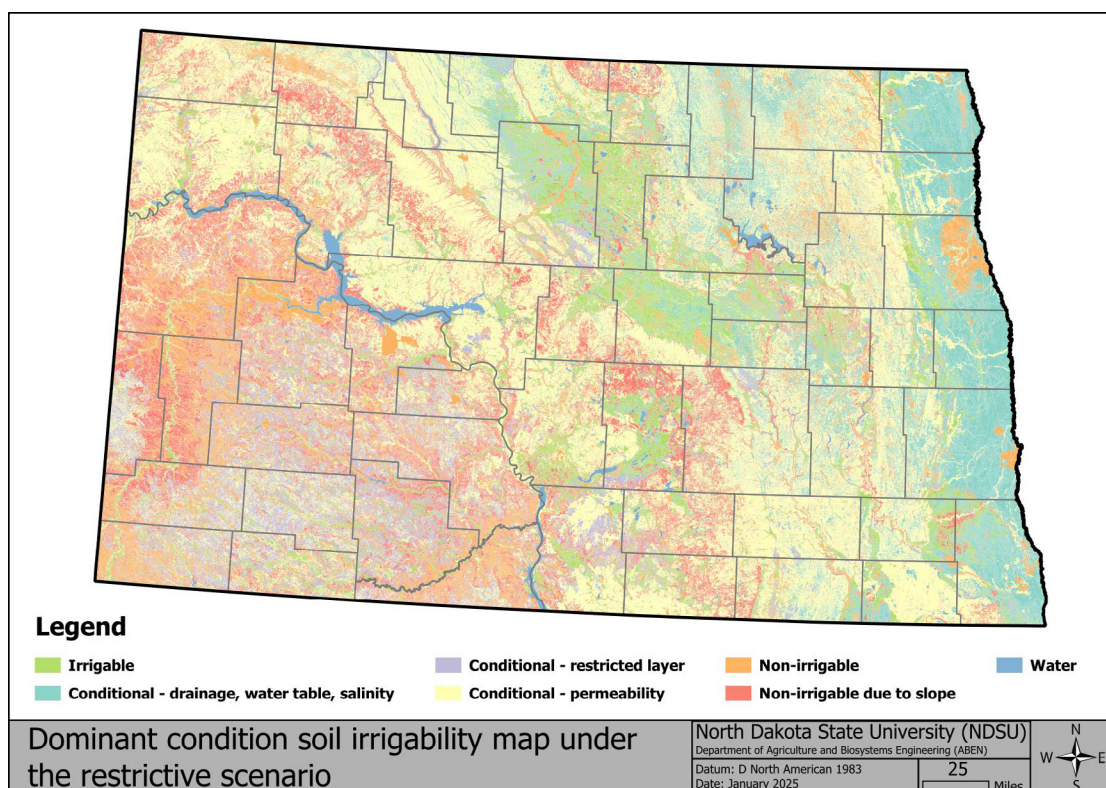 Legend
Irrigable
Conditional - drainage, water table, salinity
Conditional - restricted layer
Conditional - permeability
Non-irrigable
Non-irrigable due to slope
Water
Dominant condition soil irrigability map under
the restrictive scenario
North Dakota State University (NDSU)
Department of Agriculture and Biosystems Engineering (ABEN)
Datum: D North American 1983
Date: January 2025
25
Miles
N
W
E
S